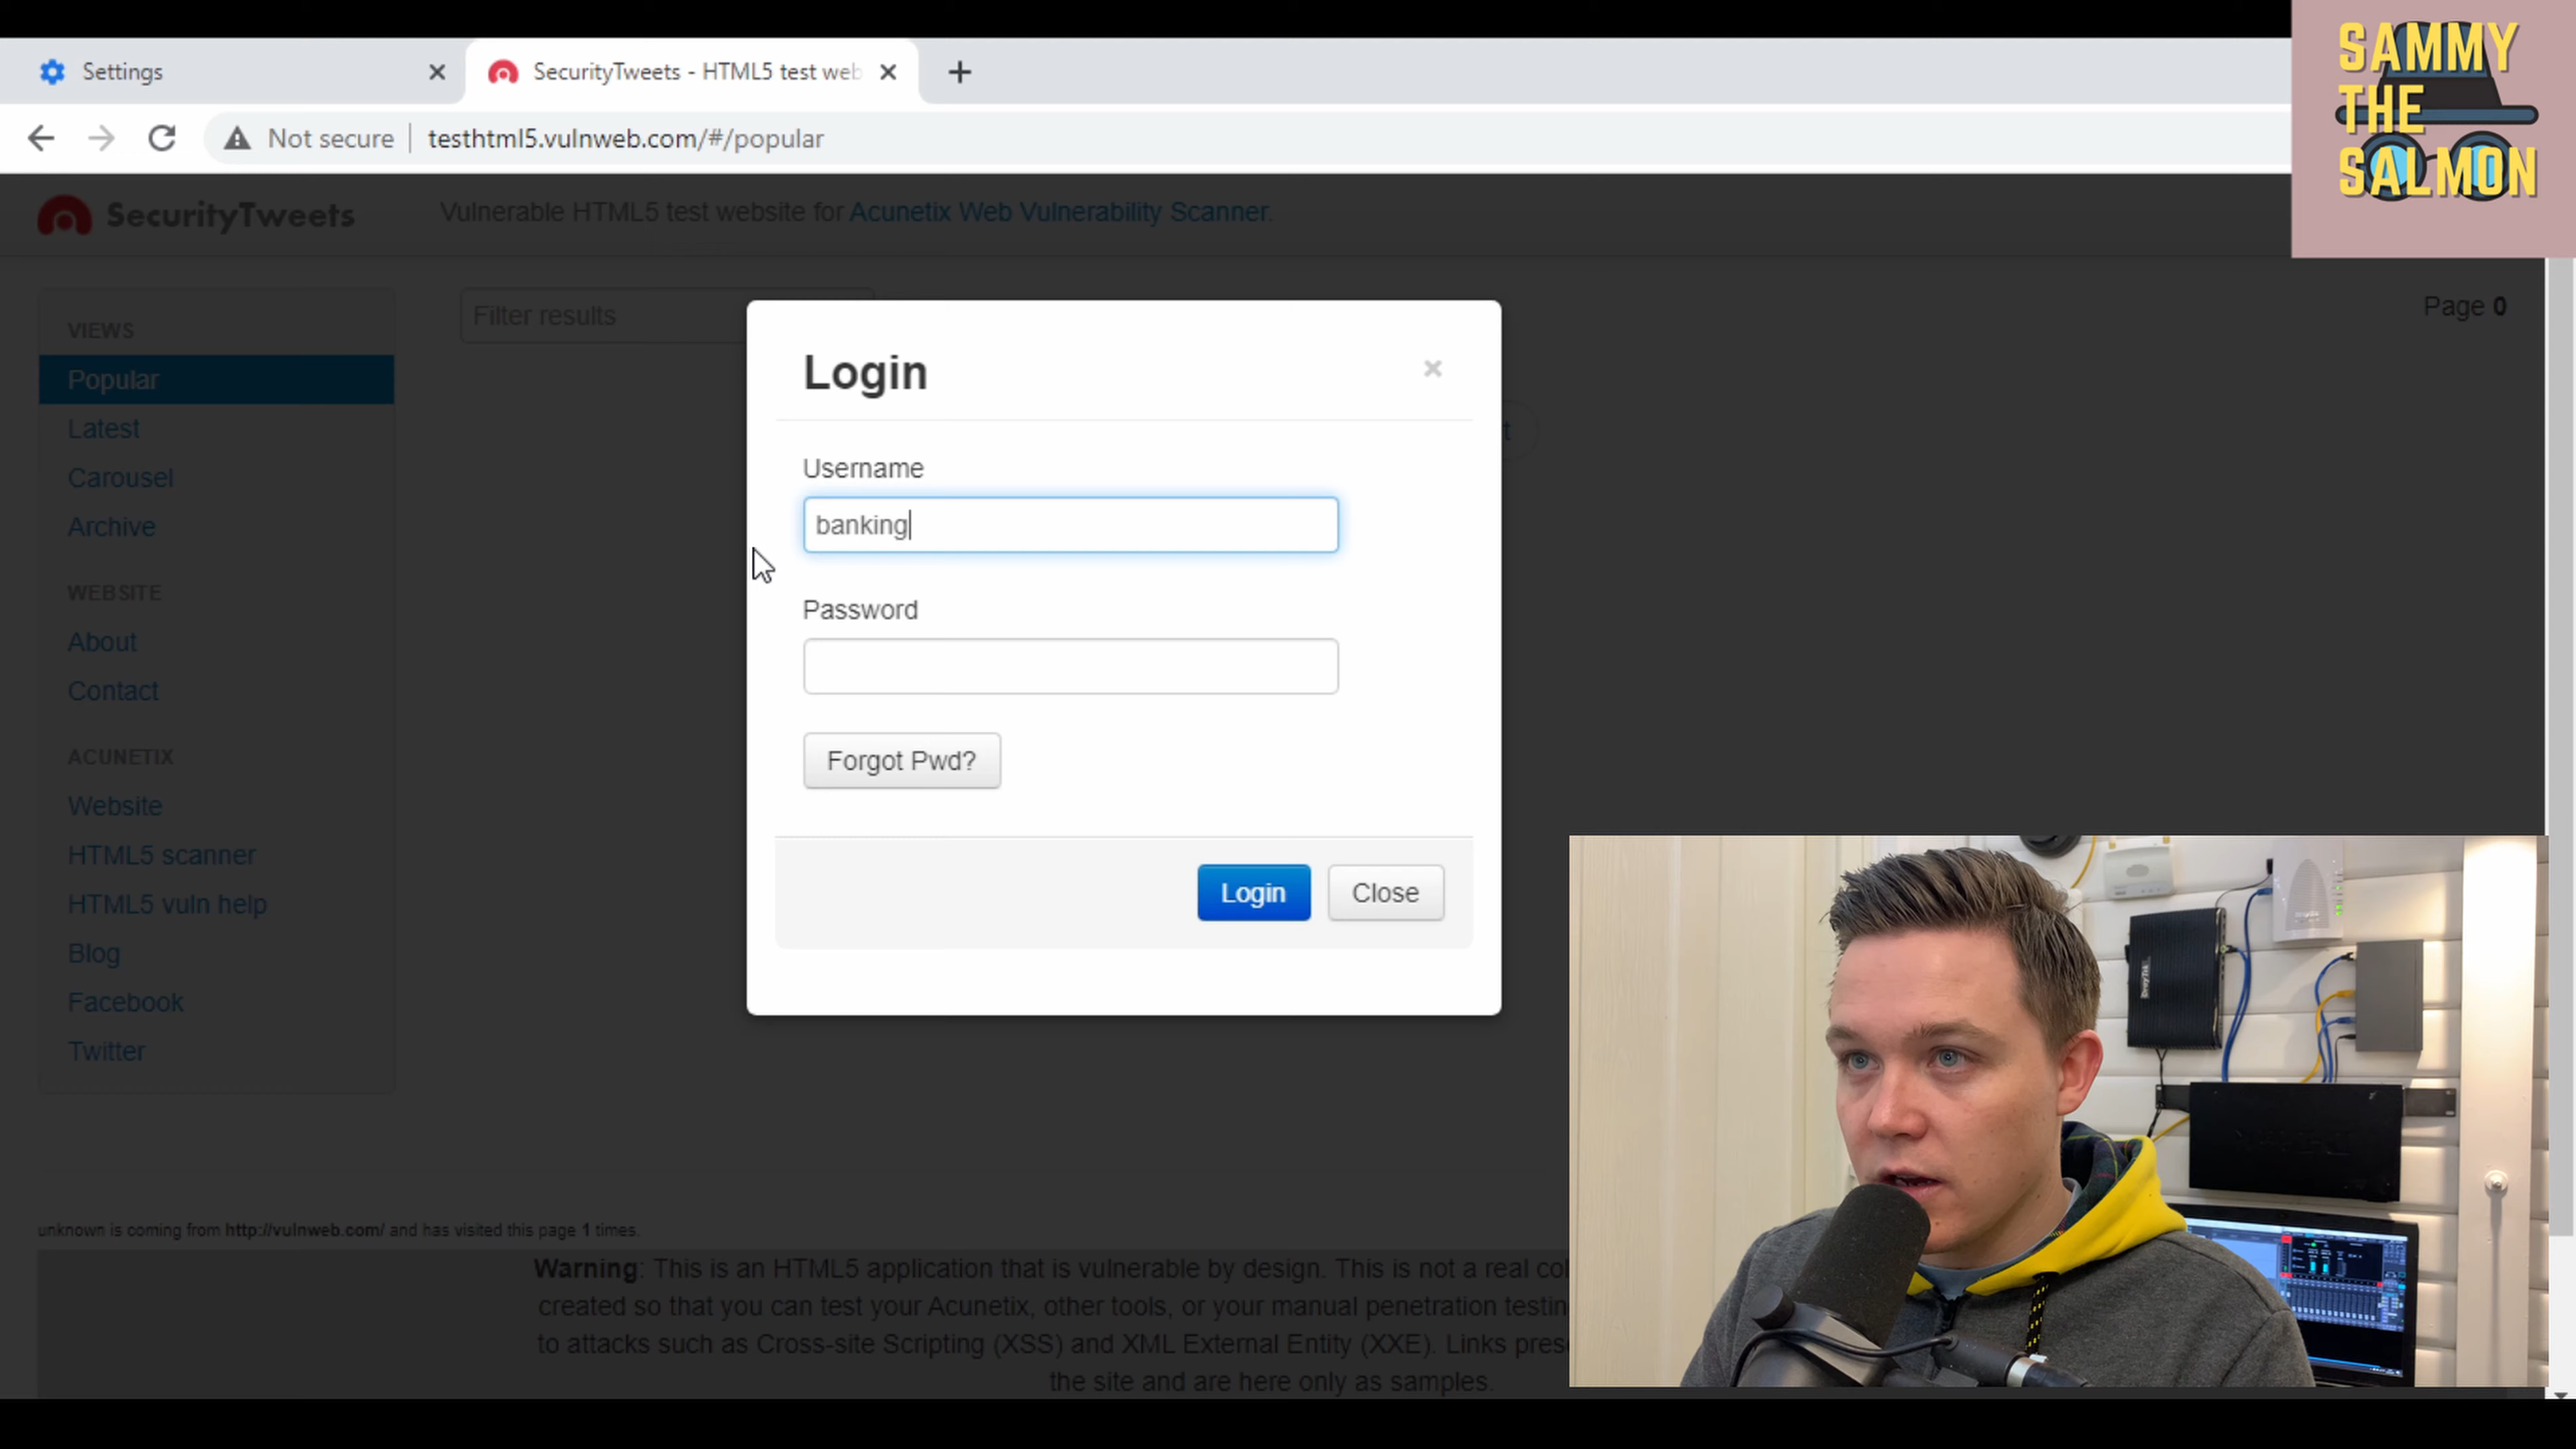 Settings
SecurityTweets - HTML5 test web
Not secure
testhtml5.vulnweb.com/#/popular
SAMMY
THE
SALMON
SecurityTweets
Vulnerable HTML5 test website for Acunetix Web Vulnerability Scanner.
VIEWS
Popular
Latest
Carousel
Archive
WEBSITE
About
Contact
ACUNETIX
Website
HTML5 scanner
HTML5 vuln help
Blog
Facebook
Twitter
Filter results
Page 0
t
Login
Username
banking
Password
Forgot Pwd?
Login
Close
DrayTek
unknown is coming from http://vulnweb.com/ and has visited this page 1 times.
Warning: This is an HTML5 application that is vulnerable by design. This is not a real col
created so that you can test your Acunetix, other tools, or your manual penetration testin
to attacks such as Cross-site Scripting (XSS) and XML External Entity (XXE). Links prese
the site and are here only as samples.